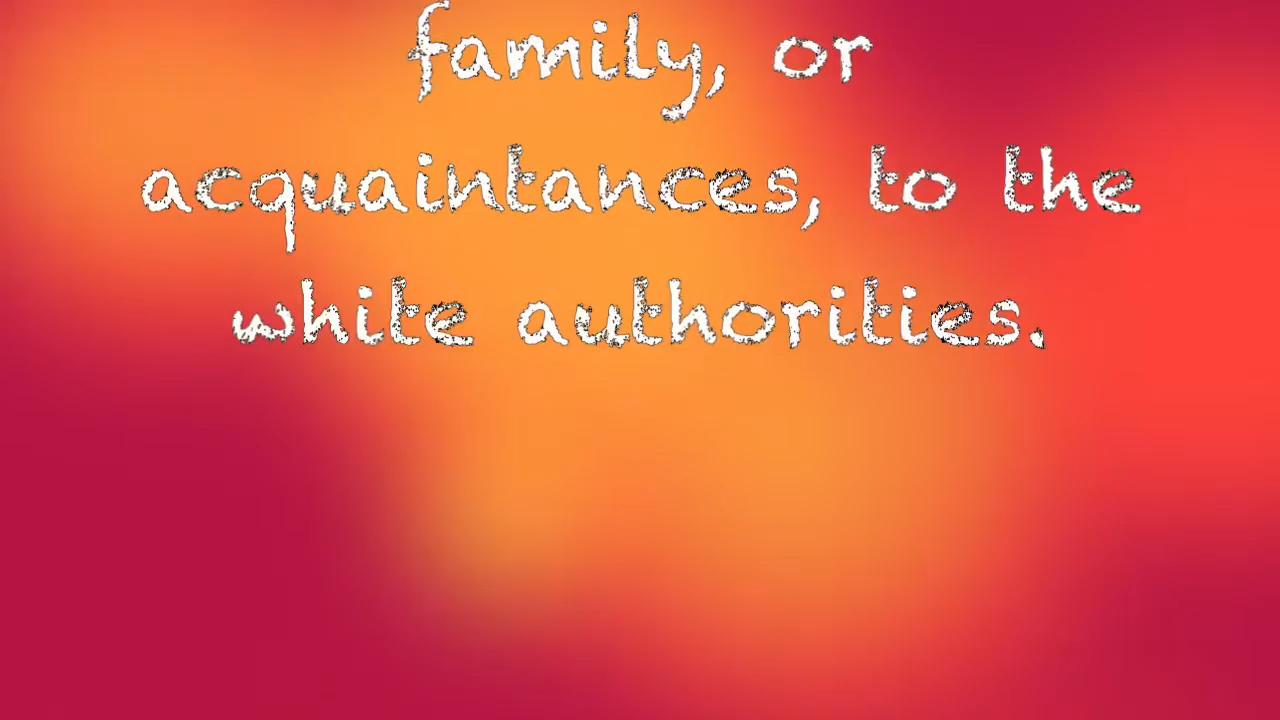 family, or
acquaintances, to the
white authorities.